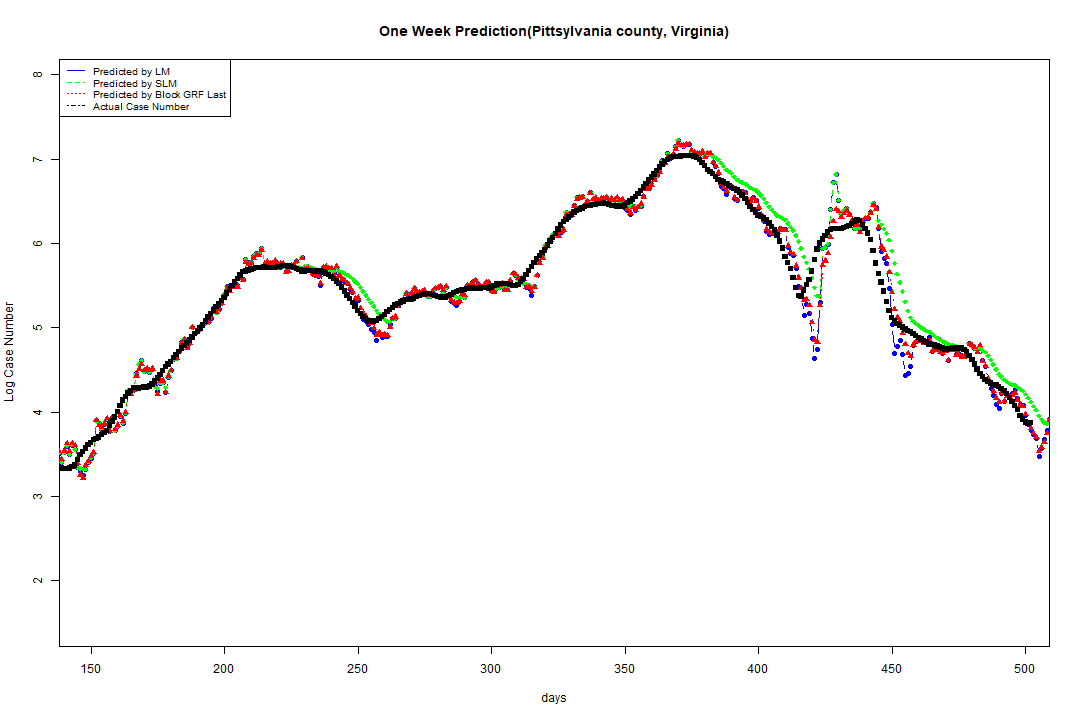 One Week Prediction(Pittsylvania county, Virginia)
Predicted by LM
Predicted by SLM
Predicted by Block GRF Last
Actual Case Number
8
7
6
5
4
3
2
Log Case Number
150 200 250 300 350 400 450 500
days